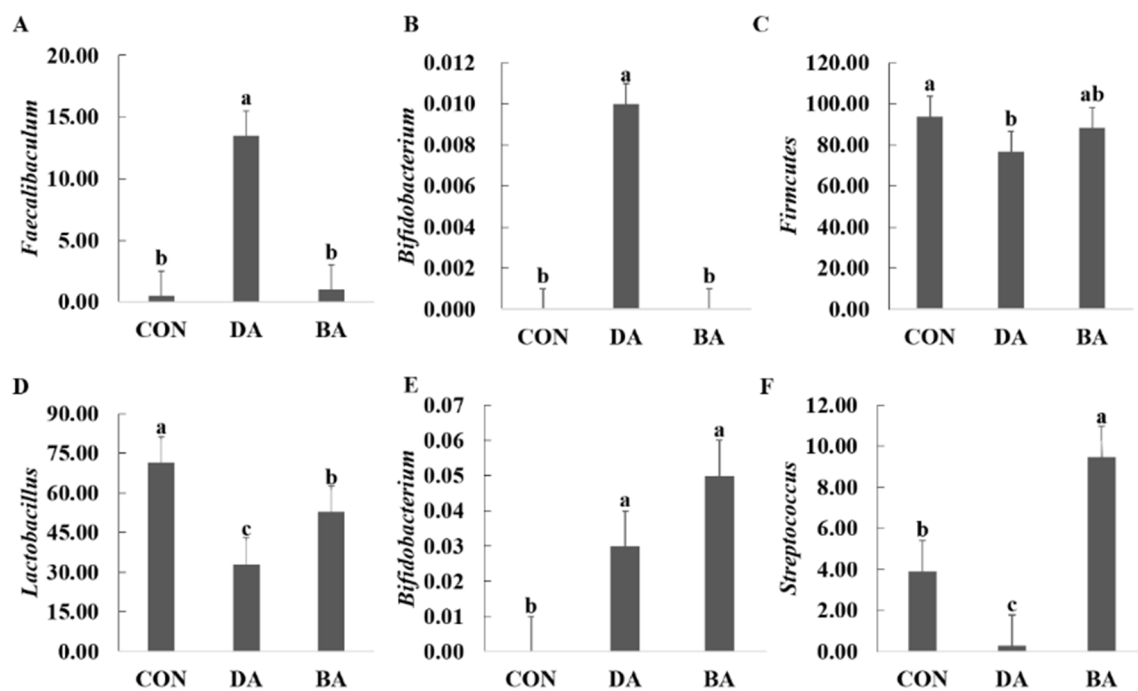 A
20.00
15.00
10.00
5.00
0.00
Faecalibaculum
b
a
b
CON DA BA
B
0.012
0.010
0.008
0.006
0.004
0.002
0.000
Bifidobacterium
b
a
b
CON DA BA
C
120.00
100.00
80.00
60.00
40.00
20.00
0.00
Firmcutes
a
b
ab
CON DA BA
D
90.00
75.00
60.00
45.00
30.00
15.00
0.00
Lactobacillus
a
c
b
CON DA BA
E
0.07
0.06
0.05
0.04
0.03
0.02
0.01
0.00
Bifidobacterium
b
a
a
CON DA BA
F
12.00
10.00
8.00
6.00
4.00
2.00
0.00
Streptococcus
b
c
a
CON DA BA